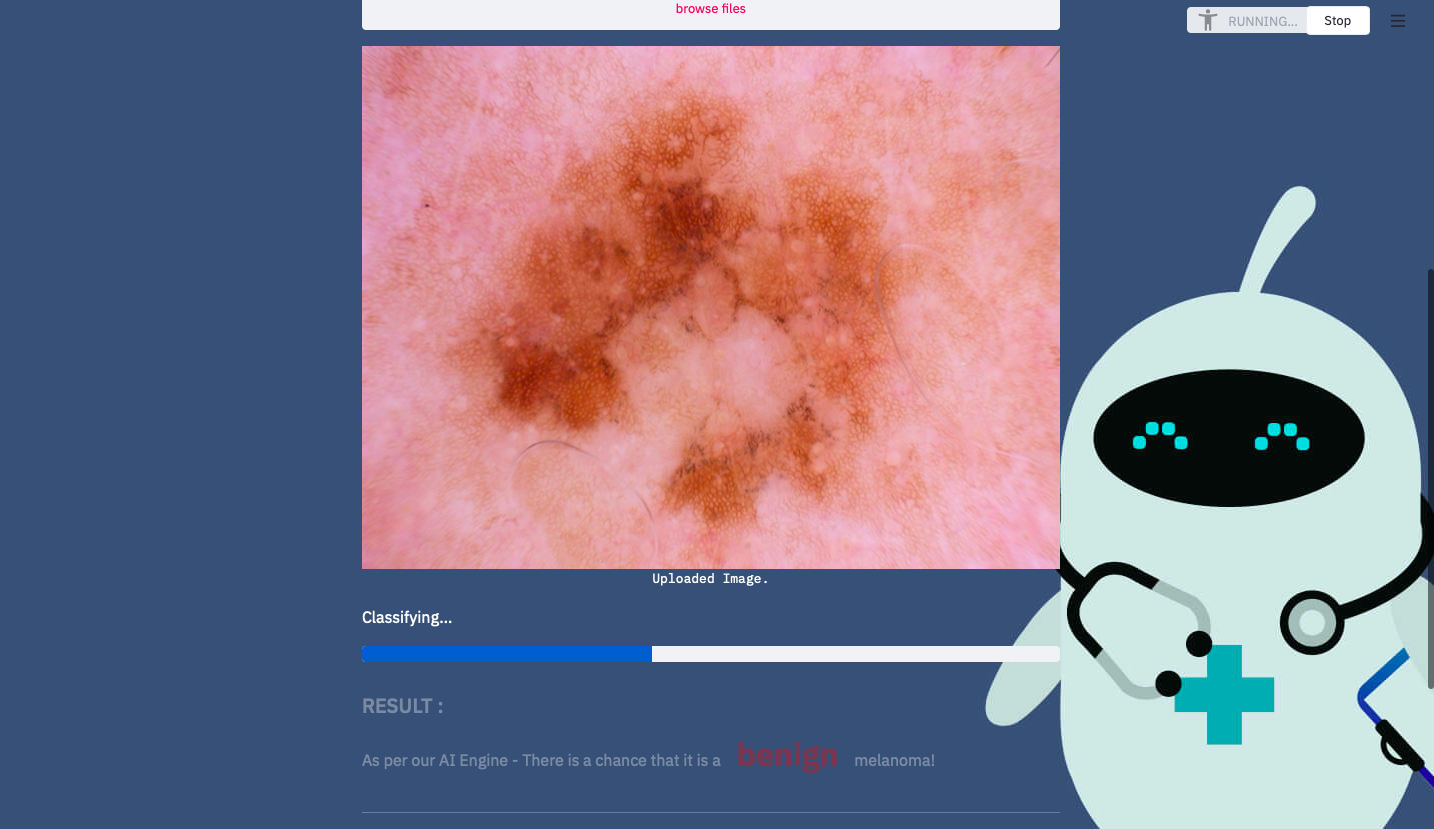 browse files
RUNNING...
Stop
Uploaded Image.
Classifying...
RESULT :
As per our AI Engine - There is a chance that it is a benign melanoma!